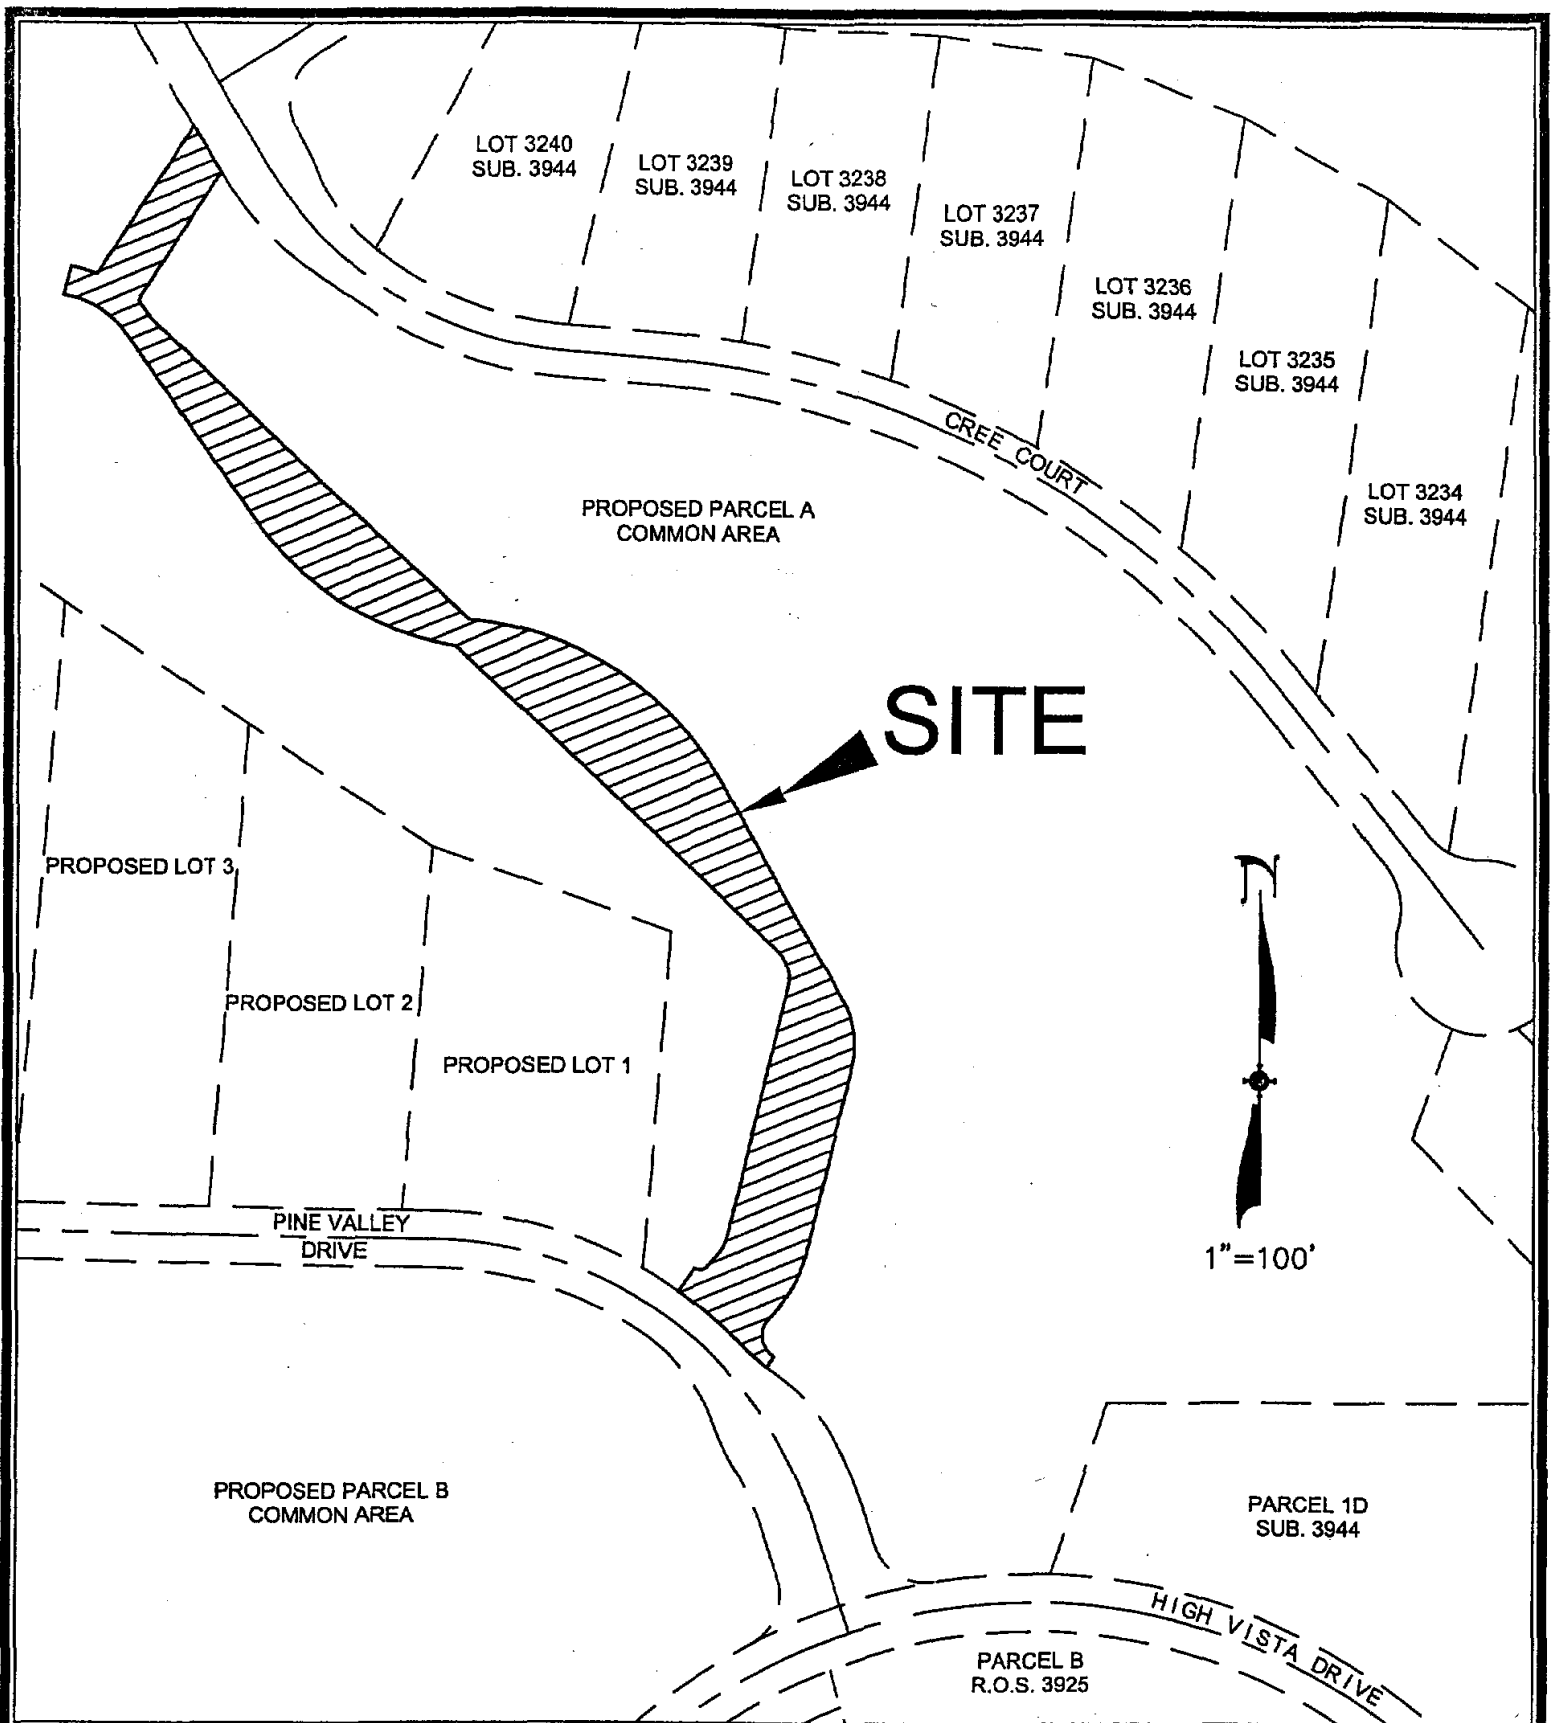 LOT 3240
SUB. 3944
LOT 3239
SUB. 3944
LOT 3238
SUB. 3944
LOT 3237
SUB. 3944
LOT 3236
SUB. 3944
LOT 3235
SUB. 3944
LOT 3234
SUB. 3944
CREE COURT
PROPOSED PARCEL A
COMMON AREA
SITE
PROPOSED LOT 3
PROPOSED LOT 2
PROPOSED LOT 1
N
1"=100'
PINE VALLEY
DRIVE
PROPOSED PARCEL B
COMMON AREA
PARCEL 1D
SUB. 3944
HIGH VISTA DRIVE
PARCEL B
R.O.S. 3925